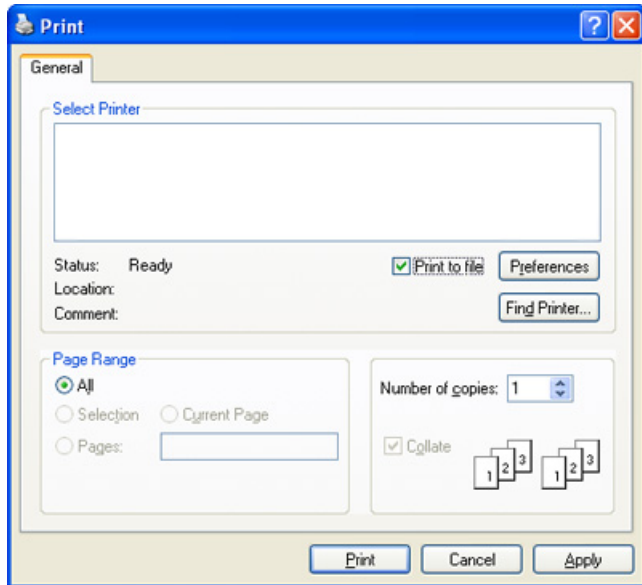 Print
General
Select Printer
Status: Ready
Print to file
Preferences
Location:
Comment:
Find Printer...
Page Range
All
Selection
Current Page
Pages:
Number of copies: 1
Collate
1 2 3 1 2 3
Print
Cancel
Apply